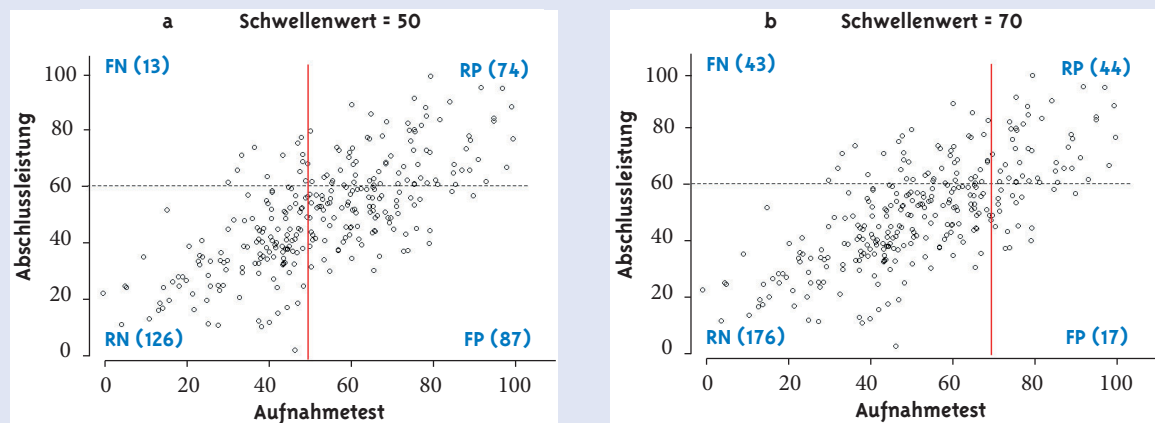 a Schwellenwert = 50
FN (13)
RP (74)
100
80
60
40
20
0
Abschlussleistung
RN (126)
FP (87)
0 20 40 60 80 100
Aufnahmetest
b Schwellenwert = 70
FN (43)
RP (44)
100
80
60
40
20
0
Abschlussleistung
RN (176)
FP (17)
0 20 40 60 80 100
Aufnahmetest